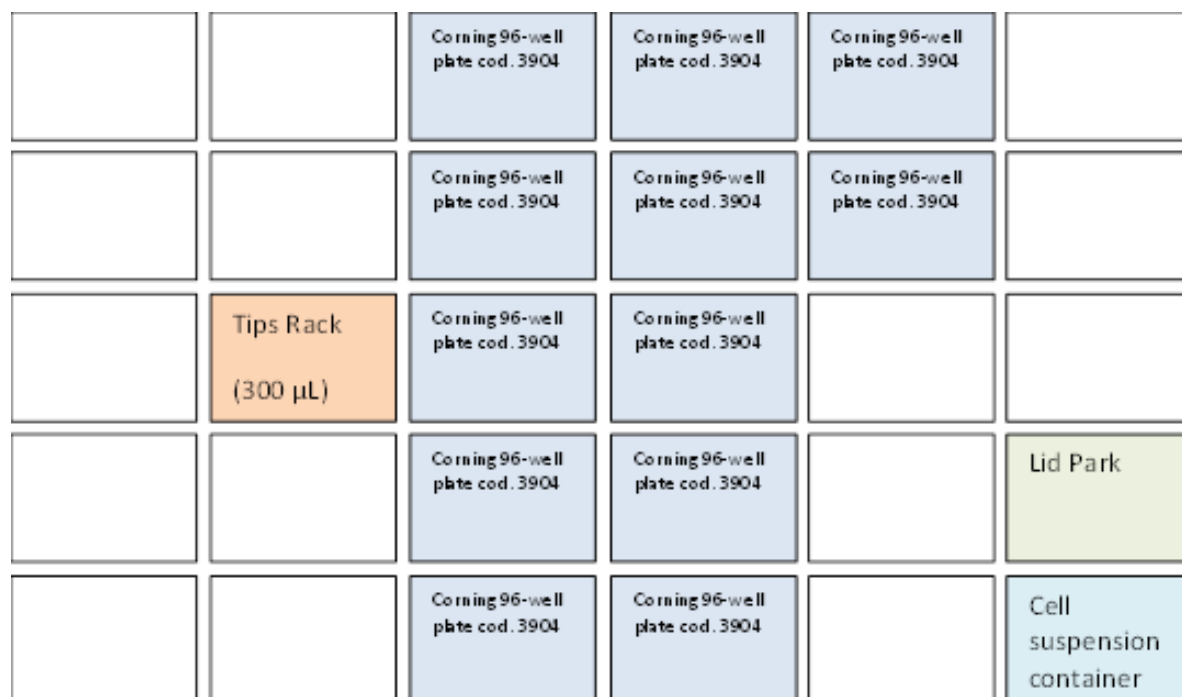 Corning 96-well
plate cod. 3904
Corning 96-well
plate cod. 3904
Corning 96-well
plate cod. 3904
Corning 96-well
plate cod. 3904
Corning 96-well
plate cod. 3904
Corning 96-well
plate cod. 3904
Tips Rack
(300 µL)
Corning 96-well
plate cod. 3904
Corning 96-well
plate cod. 3904
Corning 96-well
plate cod. 3904
Corning 96-well
plate cod. 3904
Lid Park
Corning 96-well
plate cod. 3904
Corning 96-well
plate cod. 3904
Cell
suspension
container